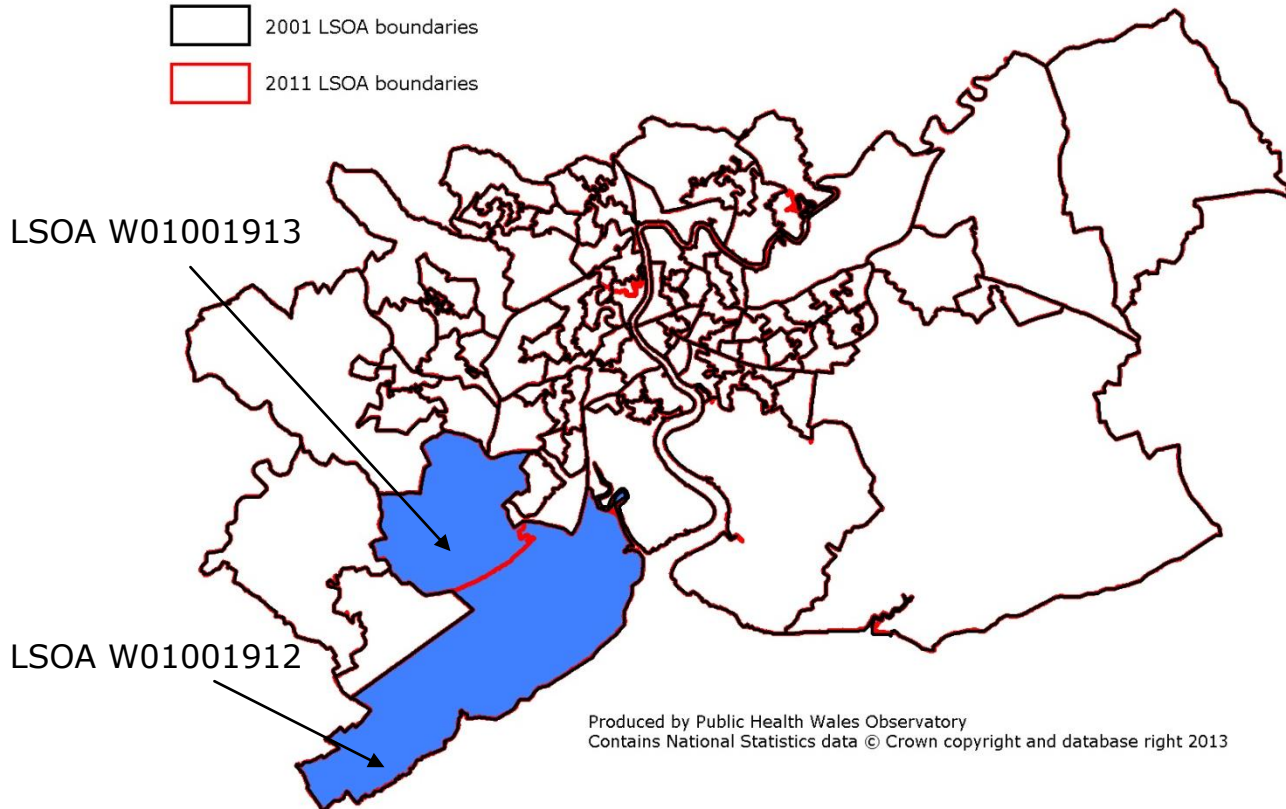 2001 LSOA boundaries
2011 LSOA boundaries
LSOA W01001913
LSOA W01001912
Produced by Public Health Wales Observatory
Contains National Statistics data © Crown copyright and database right 2013